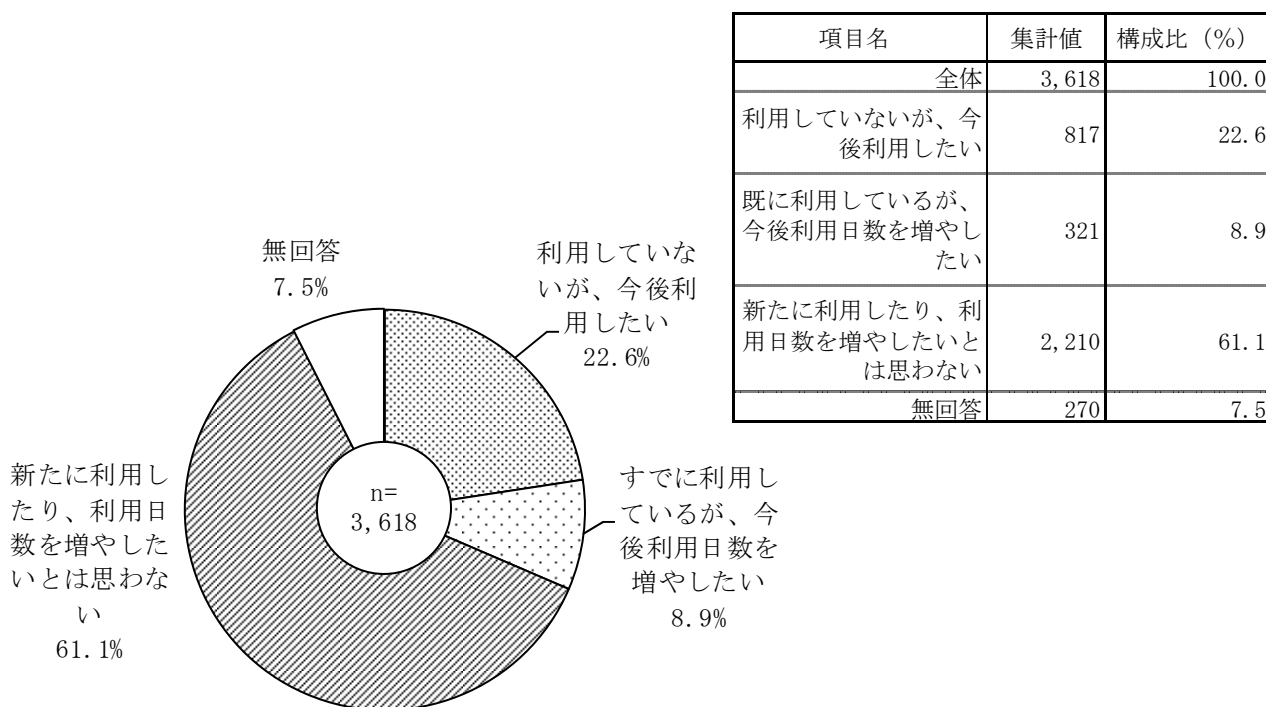 項目名 集計値 構成比（％）
全体 3,618 100.0
利用していないが、今
後利用したい 817 22.6
既に利用しているが、
今後利用日数を増やし
たい 321 8.9
新たに利用したり、利
用日数を増やしたいと
は思わない 2,210 61.1
無回答 270 7.5
無回答
7.5%
利用していな
いが、今後利
用したい
22.6%
すでに利用し
ているが、今
後利用日数を
増やしたい
8.9%
新たに利用し
たり、利用日
数を増やした
いとは思わな
い
61.1%
n=
3,618